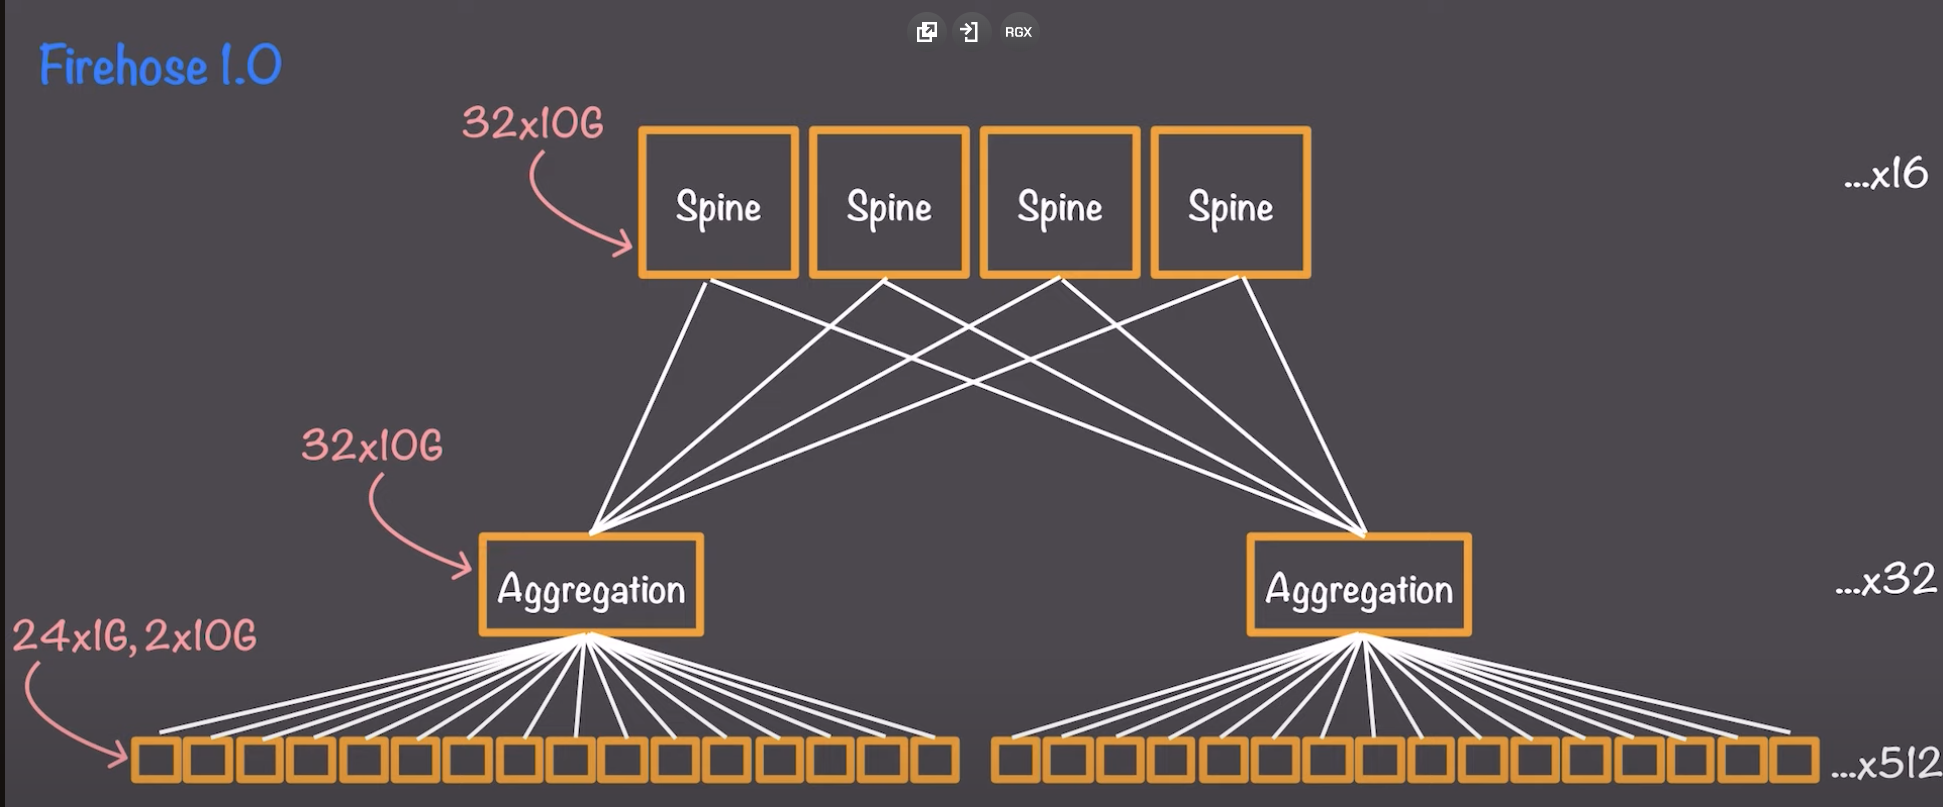 RGX
Firehose 1.0
32x10G
Spine
Spine
Spine
Spine
...x16
32x10G
Aggregation
Aggregation
...x32
24x1G, 2x10G
...x512